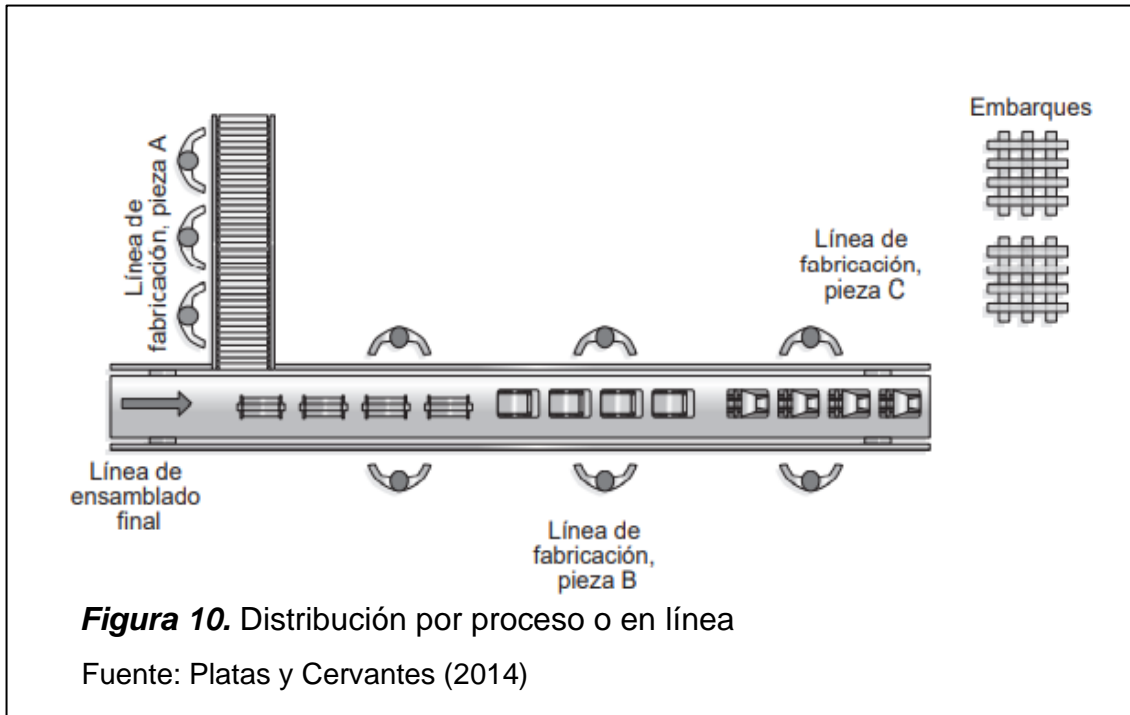 Embarques
Línea de
fabricación, pieza A
Línea de
fabricación,
pieza C
Línea de
ensamblado
final
Línea de
fabricación,
pieza B
Figura 10. Distribución por proceso o en línea
Fuente: Platas y Cervantes (2014)